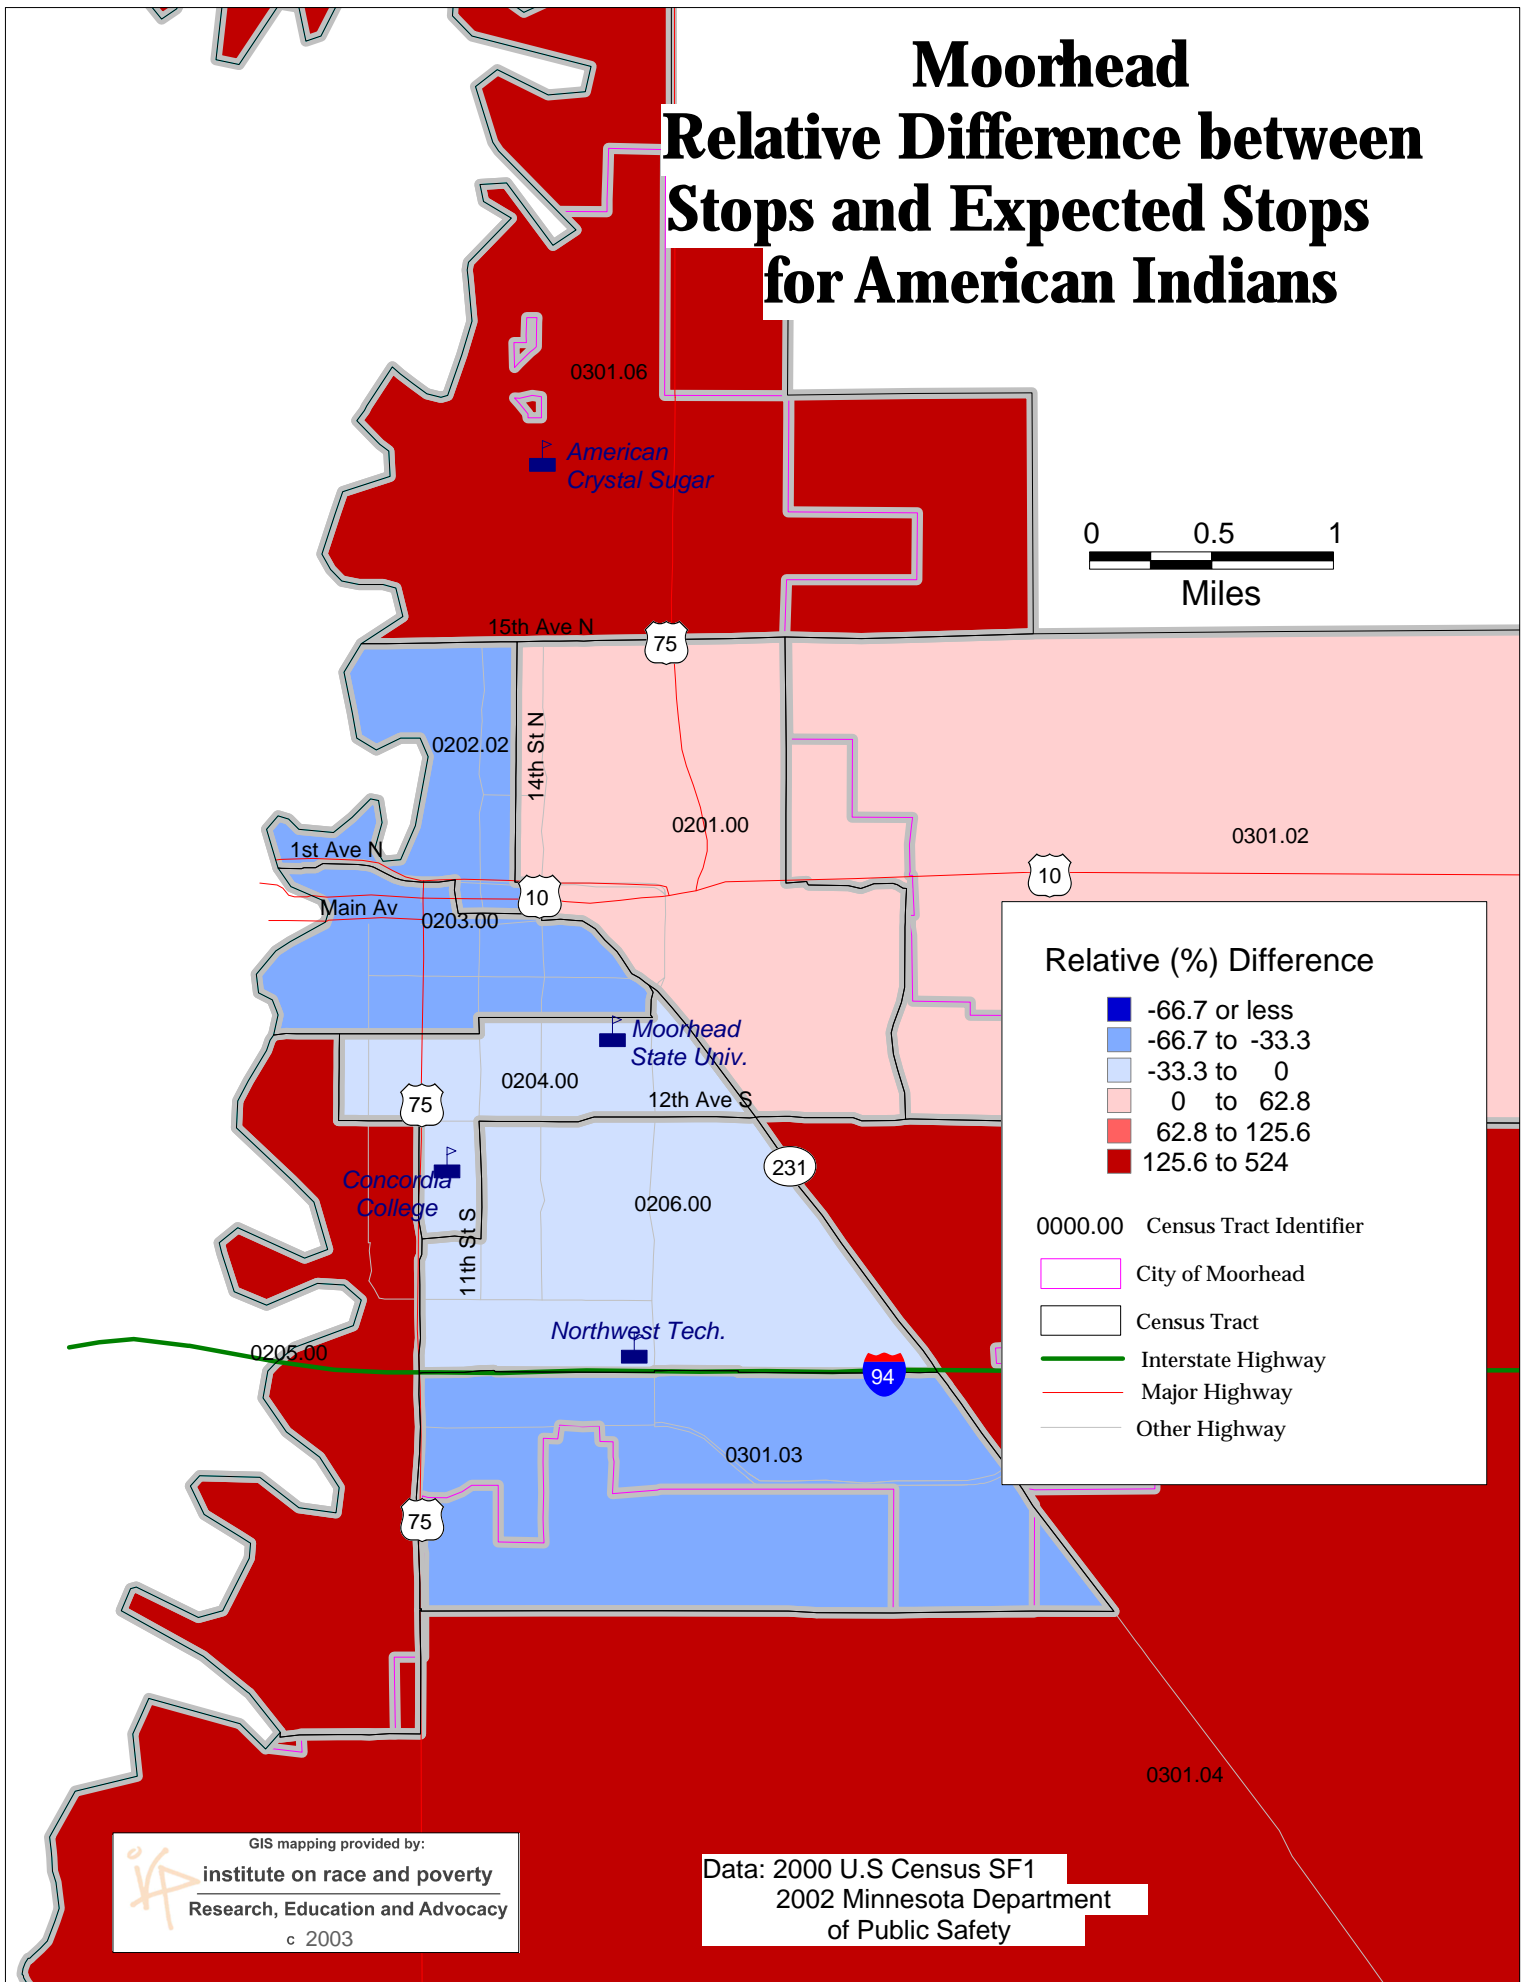 Moorhead
Relative Difference between
Stops and Expected Stops
for American Indians
0301.06
American
Crystal Sugar
0 0.5 1
Miles
15th Ave N
75
0202.02
14th St N
0201.00
0301.02
1st Ave N
10
10
Main Av
0203.00
Relative (%) Difference
-66.7 or less
-66.7 to -33.3
-33.3 to 0
0 to 62.8
62.8 to 125.6
125.6 to 524
0000.00 Census Tract Identifier
City of Moorhead
Census Tract
Interstate Highway
Major Highway
Other Highway
Moorhead
State Univ.
0204.00
75
12th Ave S
231
Concordia
College
0206.00
11th St S
Northwest Tech.
0205.00
94
0301.03
75
0301.04
GIS mapping provided by:
institute on race and poverty
Research, Education and Advocacy
c 2003
irp
Data: 2000 U.S Census SF1
2002 Minnesota Department
of Public Safety